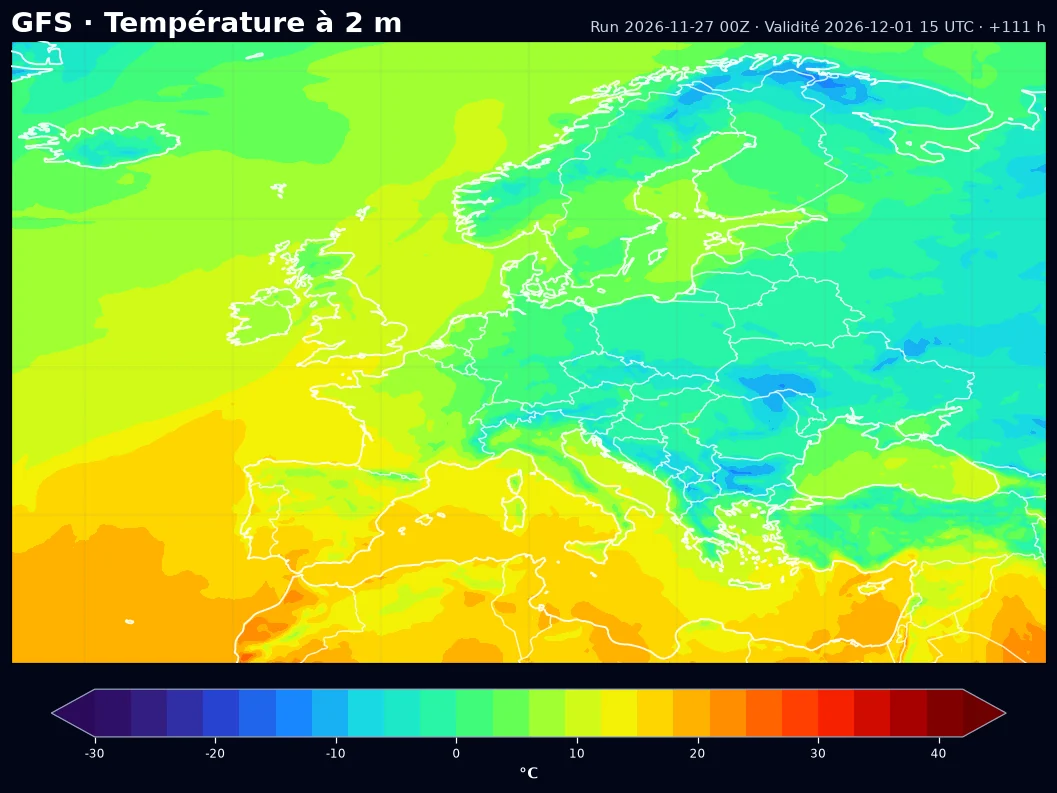 GFS · Température à 2 m
Run 2026-11-27 00Z · Validité 2026-12-01 15 UTC · +111 h
-30 -20 -10 0 10 20 30 40
°C